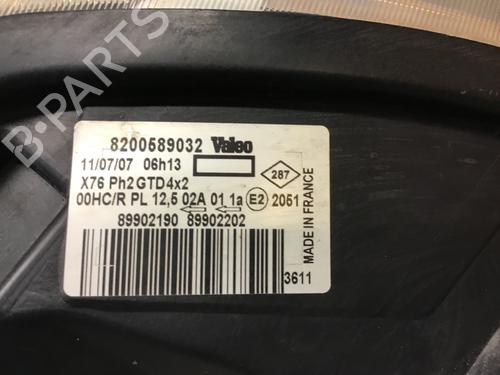 B-PARTS
8200589032 Valeo
11/07/07 06h13
287
X76 Ph2 GTD4x2
00HC/R PL 12,5 02A 01 1a E2 2051
89902190 89902202
3611
MADE IN FRANCE